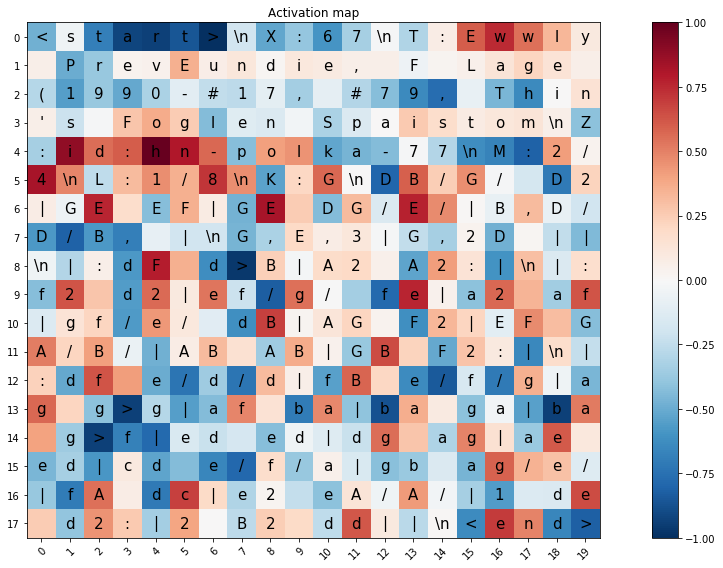 Activation map
0 < s t a r t > \n X : 6 7 \n T : E w w l y
1 P r e v E u n d i e , F L a g e
2 ( 1 9 9 0 - # 1 7 , # 7 9 , T h i n
3 ' s F o g l e n S p a i s t o m \n Z
4 : i d : h n - p o l k a - 7 7 \n M : 2 /
5 4 \n L : 1 / 8 \n K : G \n D B / G / D 2
6 | G E E F | G E D G / E / | B , D /
7 D / B , | \n G , E , 3 | G , 2 D | |
8 \n | : d F d > B | A 2 A 2 : | \n | :
9 f 2 d 2 | e f / g / f e | a 2 a f
10 | g f / e / d B | A G F 2 | E F G
11 A / B / | A B A B | G B F 2 : | \n |
12 : d f e / d / d | f B e / f / g | a
13 g g > g | a f b a | b a g a | b a
14 g > f | e d e d | d g a g | a e
15 e d | c d e / f / a | g b a g / e /
16 | f A d c | e 2 e A / A / | 1 d e
17 d 2 : | 2 B 2 d d | | \n < e n d >
0 1 2 3 4 5 6 7 8 9 10 11 12 13 14 15 16 17 18 19
1.00
0.75
0.50
0.25
0.00
−0.25
−0.50
−0.75
−1.00